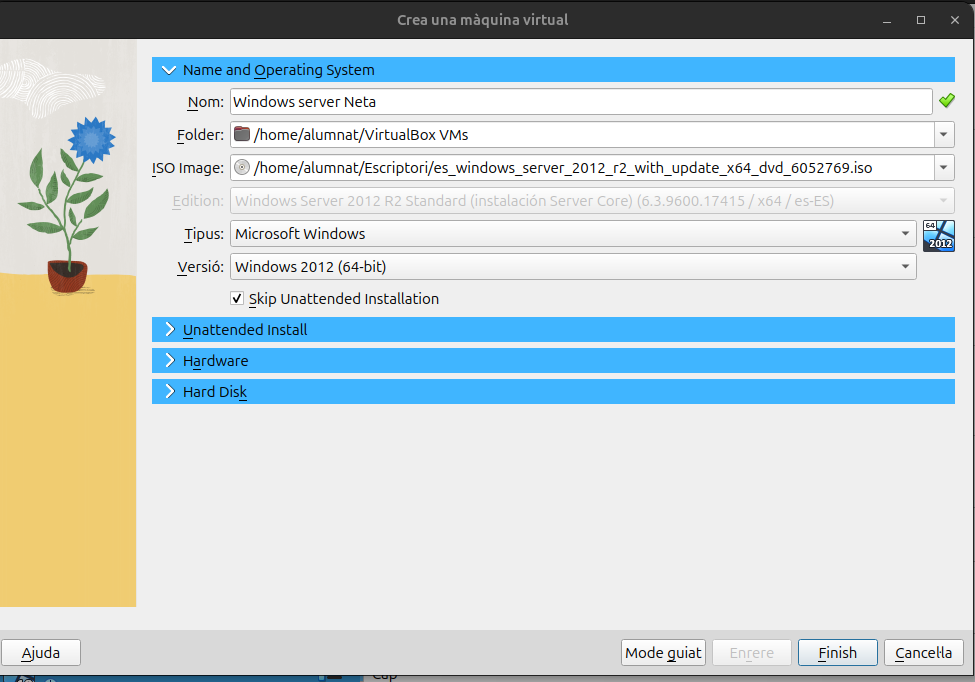 Crea una màquina virtual
Name and Operating System
Nom: Windows server Neta
Folder: /home/alumnat/VirtualBox VMs
ISO Image: /home/alumnat/Escriptori/es_windows_server_2012_r2_with_update_x64_dvd_6052769.iso
Edition: Windows Server 2012 R2 Standard (instalación Server Core) (6.3.9600.17415 / x64 / es-ES)
Tipus: Microsoft Windows
64
2012
Versió: Windows 2012 (64-bit)
Skip Unattended Installation
Unattended Install
Hardware
Hard Disk
Ajuda Mode guiat Enrere Finish Cancel·la
Cap